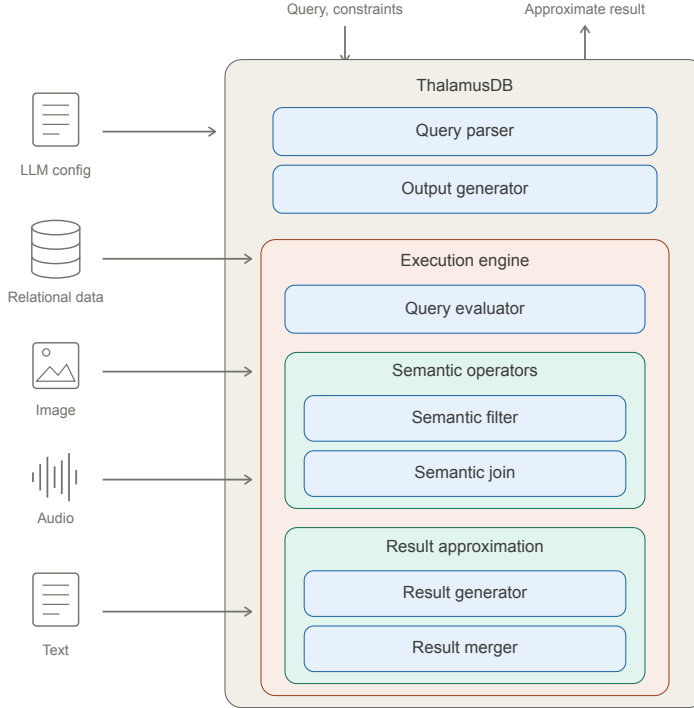 Query, constraints
Approximate result
ThalamusDB
Query parser
LLM config
Output generator
Relational data
Execution engine
Query evaluator
Image
Semantic operators
Semantic filter
Semantic join
Audio
Result approximation
Result generator
Text
Result merger